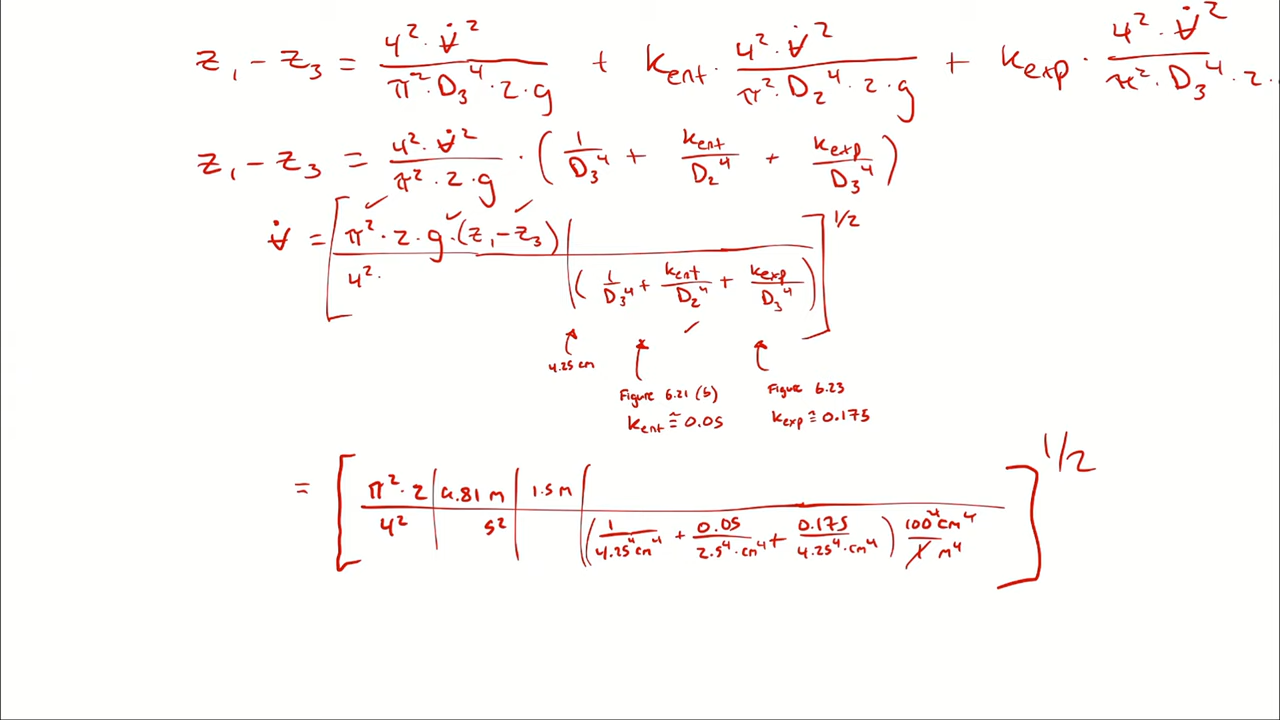 z₁ − z₃ = 4²·V̇² / π²·D₃⁴·2·g + k_ent · 4²·V̇² / π²·D₂⁴·2·g + k_exp · 4²·V̇² / π²·D₃⁴·2·
z₁ − z₃ = 4²·V̇² / π²·2·g · ( 1/D₃⁴ + k_ent/D₂⁴ + k_exp/D₃⁴ )
V̇ = [ π²·2·g·(z₁−z₃) | / 4²· | ( 1/D₃⁴ + k_ent/D₂⁴ + k_exp/D₃⁴ ) ]^1/2
4.25 cm
Figure 6.21 (b)
k_ent ≅ 0.05
Figure 6.23
k_exp ≅ 0.175
= [ π²·2 / 4² | 9.81 m / s² | 1.5 m | / ( 1/4.25⁴cm⁴ + 0.05/2.5⁴·cm⁴ + 0.175/4.25⁴·cm⁴ ) 100⁴cm⁴ / 1 m⁴ ]^1/2